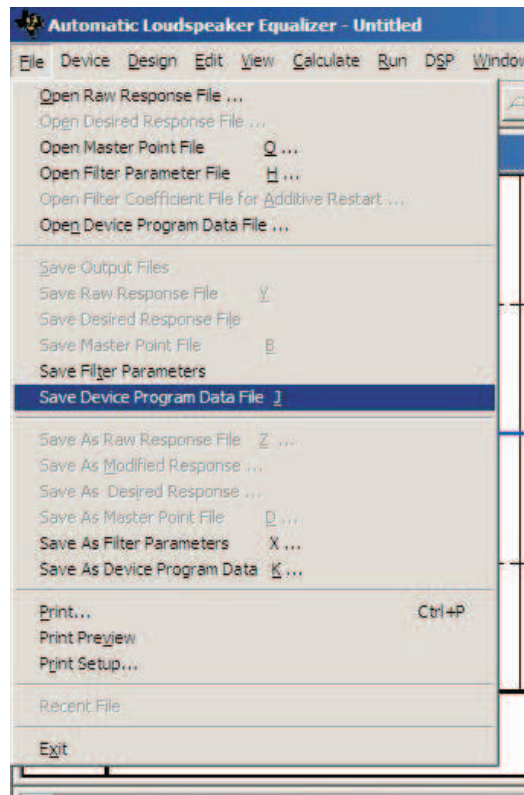 Automatic Loudspeaker Equalizer - Untitled
File Device Design Edit View Calculate Run DSP Window
Open Raw Response File ...
Open Desired Response File ...
Open Master Point File Q ...
Open Filter Parameter File H ...
Open Filter Coefficient File for Additive Restart ...
Open Device Program Data File ...
Save Output Files
Save Raw Response File Y
Save Desired Response File
Save Master Point File B
Save Filter Parameters
Save Device Program Data File J
Save As Raw Response File Z ...
Save As Modified Response ...
Save As Desired Response ...
Save As Master Point File D ...
Save As Filter Parameters X ...
Save As Device Program Data K ...
Print... Ctrl+P
Print Preview
Print Setup...
Recent File
Exit